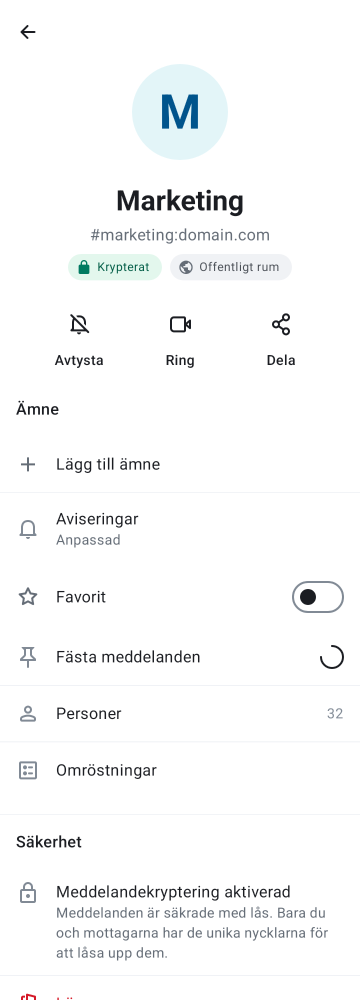 M
Marketing
#marketing:domain.com
Krypterat
Offentligt rum
Avtysta
Ring
Dela
Ämne
Lägg till ämne
Aviseringar
Anpassad
Favorit
Fästa meddelanden
Personer
32
Omröstningar
Säkerhet
Meddelandekryptering aktiverad
Meddelanden är säkrade med lås. Bara du
och mottagarna har de unika nycklarna för
att låsa upp dem.